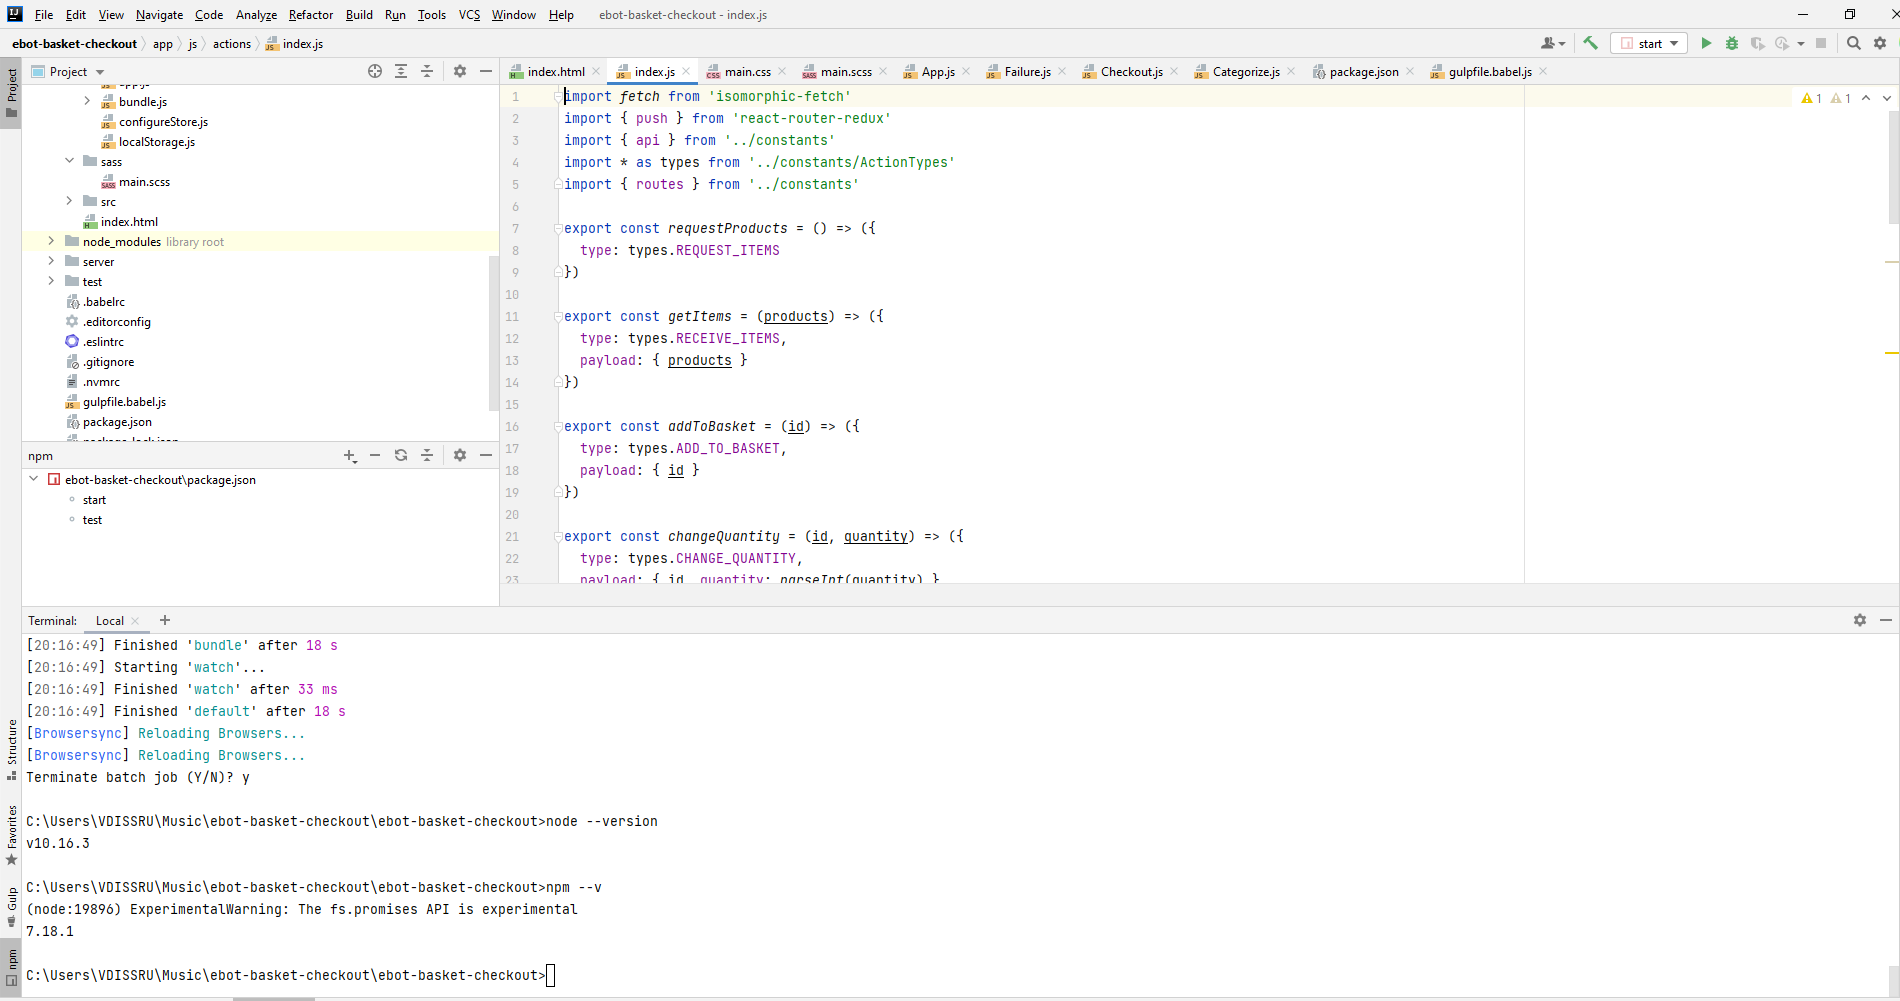 File Edit View Navigate Code Analyze Refactor Build Run Tools VCS Window Help ebot-basket-checkout - index.js
ebot-basket-checkout app js actions index.js start
Project
index.html index.js main.css main.scss App.js Failure.js Checkout.js Categorize.js package.json gulpfile.babel.js
Project
bundle.js
configureStore.js
localStorage.js
sass
main.scss
src
index.html
node_modules library root
server
test
.babelrc
.editorconfig
.eslintrc
.gitignore
.nvmrc
gulpfile.babel.js
package.json
package-lock.json
npm
ebot-basket-checkout\package.json
start
test
1 import fetch from 'isomorphic-fetch'
2 import { push } from 'react-router-redux'
3 import { api } from '../constants'
4 import * as types from '../constants/ActionTypes'
5 import { routes } from '../constants'
6
7 export const requestProducts = () => ({
8 type: types.REQUEST_ITEMS
9 })
10
11 export const getItems = (products) => ({
12 type: types.RECEIVE_ITEMS,
13 payload: { products }
14 })
15
16 export const addToBasket = (id) => ({
17 type: types.ADD_TO_BASKET,
18 payload: { id }
19 })
20
21 export const changeQuantity = (id, quantity) => ({
22 type: types.CHANGE_QUANTITY,
23 payload: { id, quantity: parseInt(quantity) }
1 1
Terminal: Local
[20:16:49] Finished 'bundle' after 18 s
[20:16:49] Starting 'watch'...
[20:16:49] Finished 'watch' after 33 ms
[20:16:49] Finished 'default' after 18 s
[Browsersync] Reloading Browsers...
[Browsersync] Reloading Browsers...
Terminate batch job (Y/N)? y
C:\Users\VDISSRU\Music\ebot-basket-checkout\ebot-basket-checkout>node --version
v10.16.3
C:\Users\VDISSRU\Music\ebot-basket-checkout\ebot-basket-checkout>npm --v
(node:19896) ExperimentalWarning: The fs.promises API is experimental
7.18.1
C:\Users\VDISSRU\Music\ebot-basket-checkout\ebot-basket-checkout>
Structure
Favorites
Gulp
npm